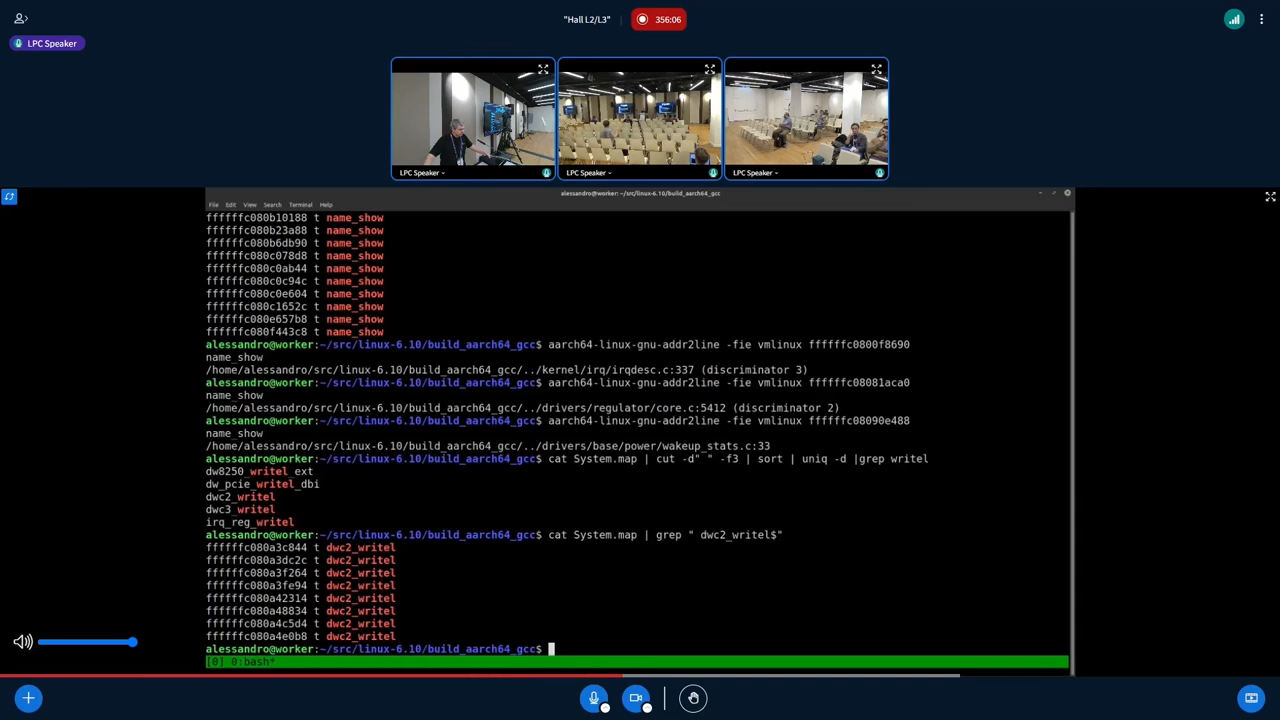 "Hall L2/L3"
356:06
LPC Speaker
LPC Speaker
LPC Speaker
LPC Speaker
alessandro@worker: ~/src/linux-6.10/build_aarch64_gcc
File Edit View Search Terminal Help
ffffffc080b10188 t name_show
ffffffc080b23a88 t name_show
ffffffc080b6db90 t name_show
ffffffc080c078d8 t name_show
ffffffc080c0ab44 t name_show
ffffffc080c0c94c t name_show
ffffffc080c0e604 t name_show
ffffffc080c1652c t name_show
ffffffc080e657b8 t name_show
ffffffc080f443c8 t name_show
alessandro@worker:~/src/linux-6.10/build_aarch64_gcc$ aarch64-linux-gnu-addr2line -fie vmlinux ffffffc0800f8690
name_show
/home/alessandro/src/linux-6.10/build_aarch64_gcc/../kernel/irq/irqdesc.c:337 (discriminator 3)
alessandro@worker:~/src/linux-6.10/build_aarch64_gcc$ aarch64-linux-gnu-addr2line -fie vmlinux ffffffc08081aca0
name_show
/home/alessandro/src/linux-6.10/build_aarch64_gcc/../drivers/regulator/core.c:5412 (discriminator 2)
alessandro@worker:~/src/linux-6.10/build_aarch64_gcc$ aarch64-linux-gnu-addr2line -fie vmlinux ffffffc08090e488
name_show
/home/alessandro/src/linux-6.10/build_aarch64_gcc/../drivers/base/power/wakeup_stats.c:33
alessandro@worker:~/src/linux-6.10/build_aarch64_gcc$ cat System.map | cut -d" " -f3 | sort | uniq -d |grep writel
dw8250_writel_ext
dw_pcie_writel_dbi
dwc2_writel
dwc3_writel
irq_reg_writel
alessandro@worker:~/src/linux-6.10/build_aarch64_gcc$ cat System.map | grep " dwc2_writel$"
ffffffc080a3c844 t dwc2_writel
ffffffc080a3dc2c t dwc2_writel
ffffffc080a3f264 t dwc2_writel
ffffffc080a3fe94 t dwc2_writel
ffffffc080a42314 t dwc2_writel
ffffffc080a48834 t dwc2_writel
ffffffc080a4c5d4 t dwc2_writel
ffffffc080a4e0b8 t dwc2_writel
alessandro@worker:~/src/linux-6.10/build_aarch64_gcc$
[0] 0:bash*